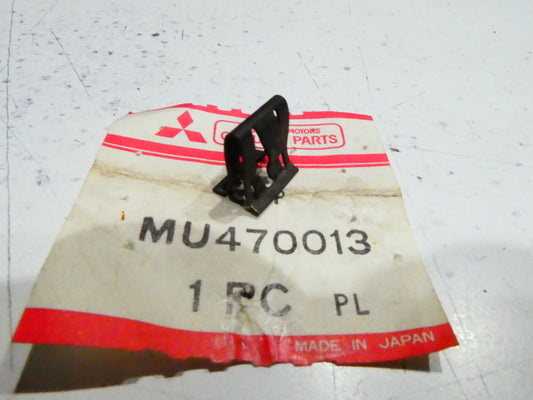 MOTORS
PARTS
MU470013
1 PC PL
MADE IN JAPAN